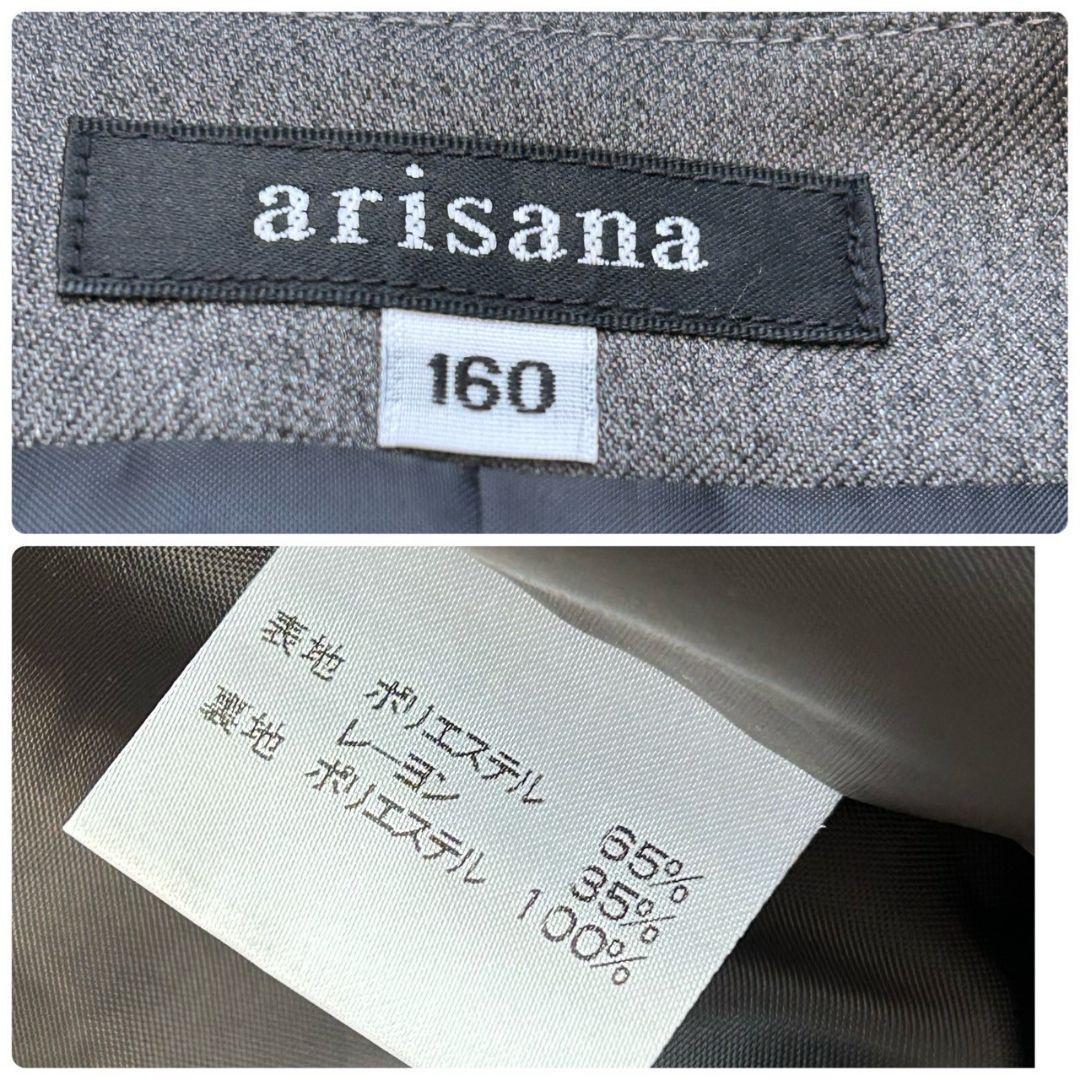 arisana
160
表地 ポリエステル 65%
レーヨン 35%
裏地 ポリエステル 100%